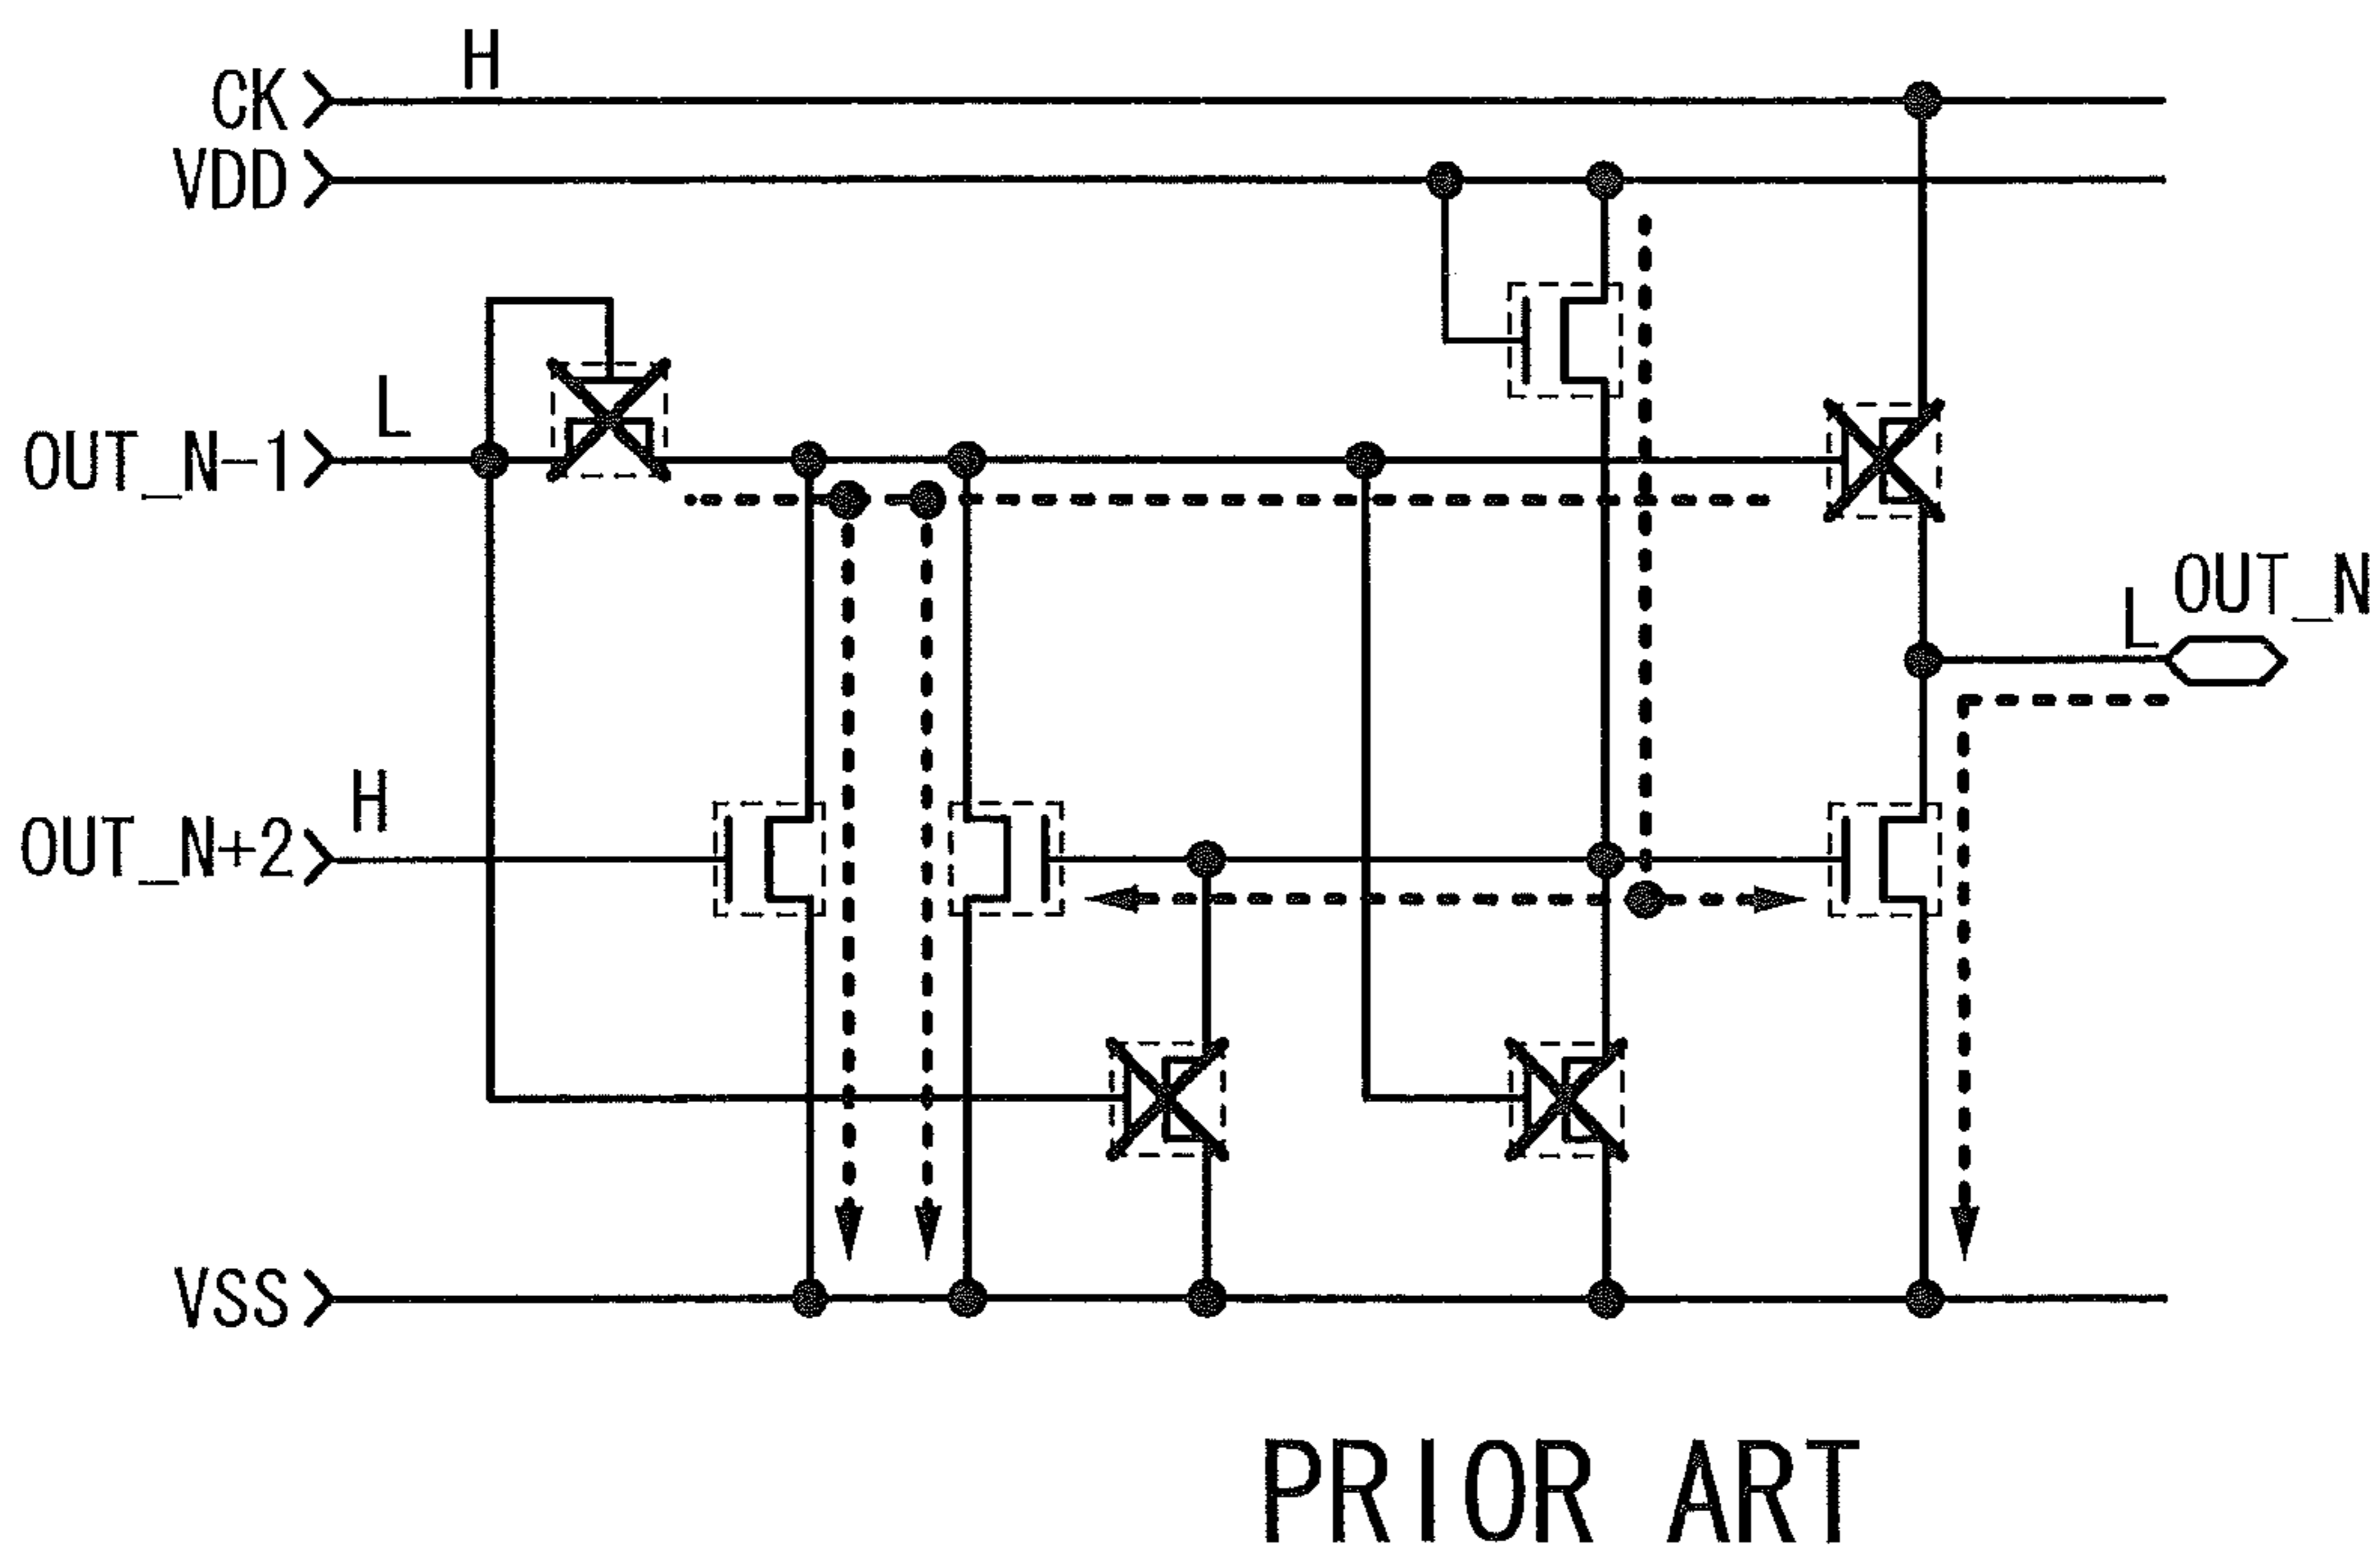 H
CK
VDD
L
OUT_N-1
OUT_N
L
H
OUT_N+2
VSS
PRIOR ART